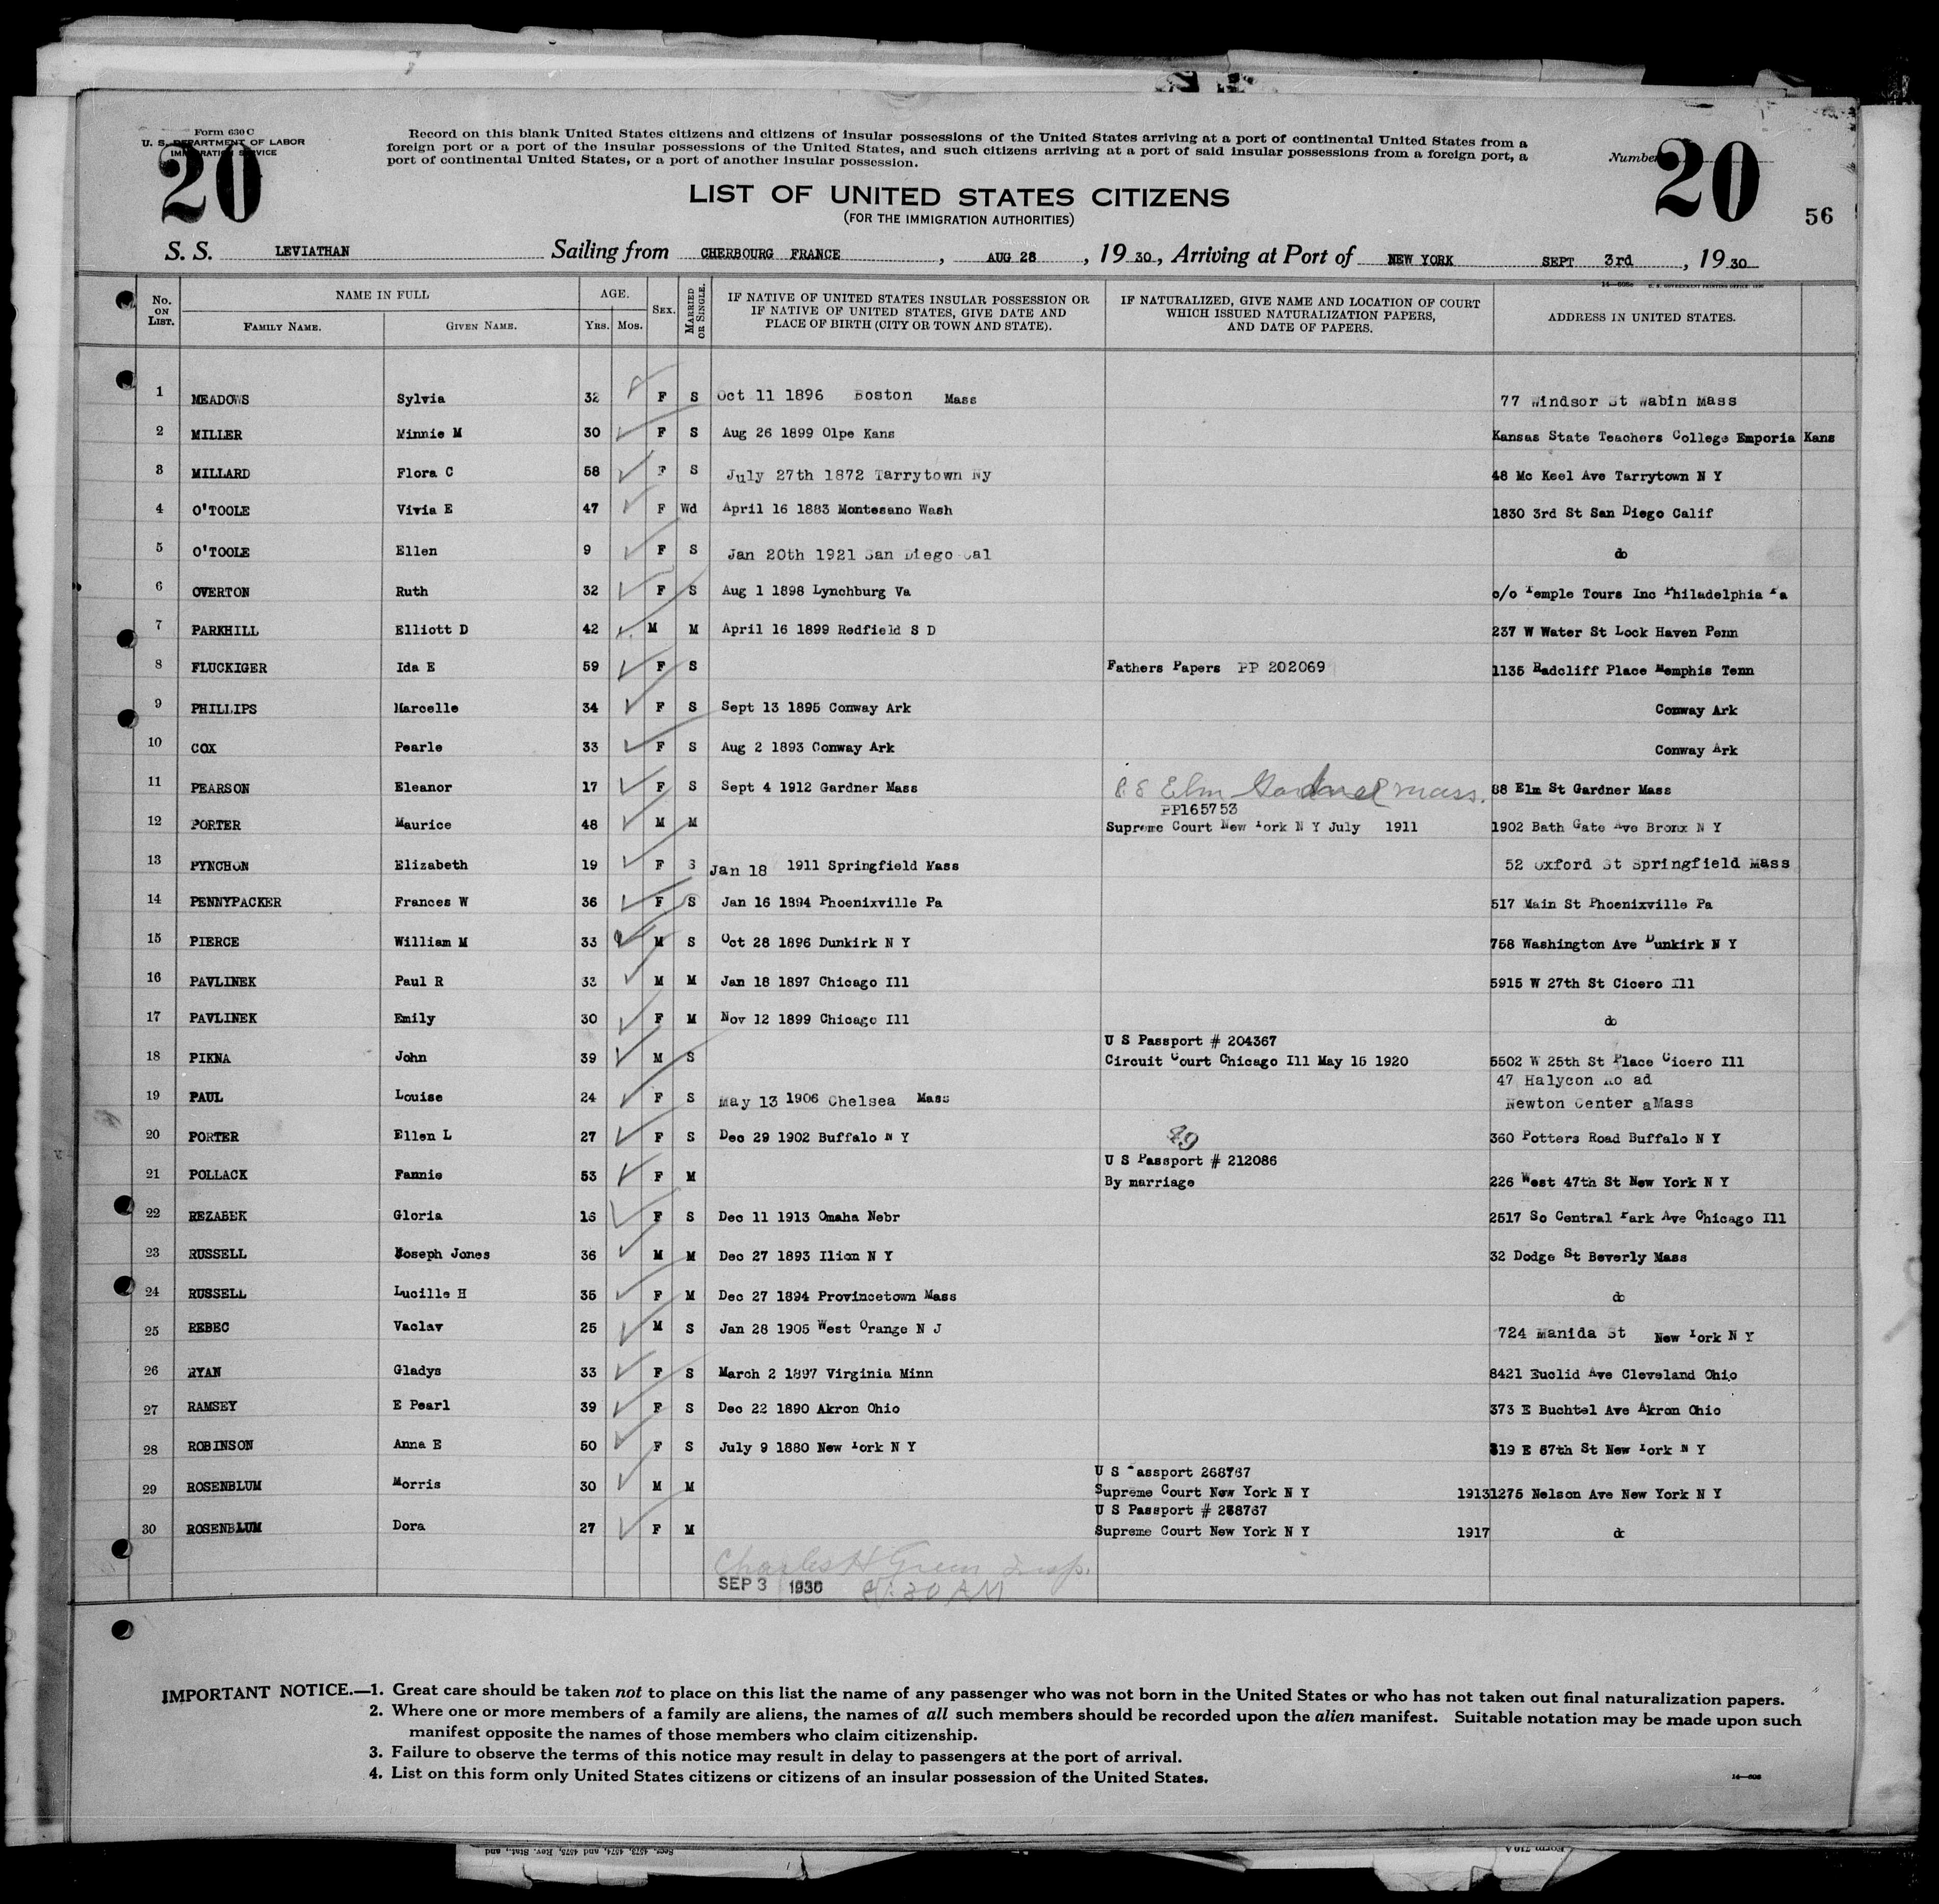 Form 630 C
U. S. DEPARTMENT OF LABOR
IMMIGRATION SERVICE
20
Record on this blank United States citizens and citizens of insular possessions of the United States arriving at a port of continental United States from a
foreign port or a port of the insular possessions of the United States, and such citizens arriving at a port of said insular possessions from a foreign port, a
port of continental United States, or a port of another insular possession.
Number
20
56
LIST OF UNITED STATES CITIZENS
(FOR THE IMMIGRATION AUTHORITIES)
S. S. LEVIATHAN Sailing from CHERBOURG FRANCE, AUG 28, 1930, Arriving at Port of NEW YORK SEPT 3rd, 1930
No. ON LIST. NAME IN FULL FAMILY NAME. GIVEN NAME. AGE. Yrs. Mos. SEX. MARRIED OR SINGLE. IF NATIVE OF UNITED STATES INSULAR POSSESSION OR IF NATIVE OF UNITED STATES, GIVE DATE AND PLACE OF BIRTH (CITY OR TOWN AND STATE). IF NATURALIZED, GIVE NAME AND LOCATION OF COURT WHICH ISSUED NATURALIZATION PAPERS, AND DATE OF PAPERS. ADDRESS IN UNITED STATES.
1 MEADOWS Sylvia 32 F S Oct 11 1896 Boston Mass 77 Windsor St Wabin Mass
2 MILLER Minnie M 30 F S Aug 26 1899 Olpe Kans Kansas State Teachers College Emporia Kans
3 MILLARD Flora C 58 F S July 27th 1872 Tarrytown Ny 48 Mc Keel Ave Tarrytown N Y
4 O'TOOLE Vivia E 47 F Wd April 16 1883 Montesano Wash 1830 3rd St San Diego Calif
5 O'TOOLE Ellen 9 F S Jan 20th 1921 San Diego Cal do
6 OVERTON Ruth 32 F S Aug 1 1898 Lynchburg Va c/o Temple Tours Inc Philadelphia Pa
7 PARKHILL Elliott D 42 M M April 16 1899 Redfield S D 237 W Water St Lock Haven Penn
8 FLUCKIGER Ida E 59 F S Fathers Papers PP 202069 1135 Radcliff Place Memphis Tenn
9 PHILLIPS Marcelle 34 F S Sept 13 1895 Conway Ark Conway Ark
10 COX Pearle 33 F S Aug 2 1893 Conway Ark Conway Ark
11 PEARSON Eleanor 17 F S Sept 4 1912 Gardner Mass 88 Elm Gardner Mass. 88 Elm St Gardner Mass
PP165753
12 PORTER Maurice 48 M M Supreme Court New York N Y July 1911 1902 Bath Gate Ave Bronx N Y
13 PYNCHON Elizabeth 19 F S Jan 18 1911 Springfield Mass 52 Oxford St Springfield Mass
14 PENNYPACKER Frances W 36 F S Jan 16 1894 Phoenixville Pa 517 Main St Phoenixville Pa
15 PIERCE William M 33 M S Oct 28 1896 Dunkirk N Y 758 Washington Ave Dunkirk N Y
16 PAVLINEK Paul R 33 M M Jan 18 1897 Chicago Ill 5915 W 27th St Cicero Ill
17 PAVLINEK Emily 30 F M Nov 12 1899 Chicago Ill do
U S Passport # 204367
18 PIKNA John 39 M S Circuit Court Chicago Ill May 15 1920 5502 W 25th St Place Cicero Ill
47 Halycon Ro ad
19 PAUL Louise 24 F S May 13 1906 Chelsea Mass Newton Center aMass
20 PORTER Ellen L 27 F S Dec 29 1902 Buffalo N Y 49 360 Potters Road Buffalo N Y
U S Passport # 212086
21 POLLACK Fannie 53 F M By marriage 226 West 47th St New York N Y
22 REZABEK Gloria 16 F S Dec 11 1913 Omaha Nebr 2517 So Central Park Ave Chicago Ill
23 RUSSELL Joseph Jones 36 M M Dec 27 1893 Ilion N Y 32 Dodge St Beverly Mass
24 RUSSELL Lucille H 35 F M Dec 27 1894 Provincetown Mass do
25 REBEC Vaclav 25 M S Jan 28 1905 West Orange N J 724 Manida St New York N Y
26 RYAN Gladys 33 F S March 2 1897 Virginia Minn 8421 Euclid Ave Cleveland Ohio
27 RAMSEY E Pearl 39 F S Dec 22 1890 Akron Ohio 373 E Buchtel Ave Akron Ohio
28 ROBINSON Anna E 50 F S July 9 1880 New York N Y 319 E 57th St New York N Y
U S Passport 268767
29 ROSENBLUM Morris 30 M M Supreme Court New York N Y 1913 1275 Nelson Ave New York N Y
U S Passport # 268767
30 ROSENBLUM Dora 27 F M Supreme Court New York N Y 1917 do
Charles H Green Insp.
SEP 3 1930 :30 AM
IMPORTANT NOTICE.—1. Great care should be taken not to place on this list the name of any passenger who was not born in the United States or who has not taken out final naturalization papers.
2. Where one or more members of a family are aliens, the names of all such members should be recorded upon the alien manifest. Suitable notation may be made upon such
manifest opposite the names of those members who claim citizenship.
3. Failure to observe the terms of this notice may result in delay to passengers at the port of arrival.
4. List on this form only United States citizens or citizens of an insular possession of the United States.